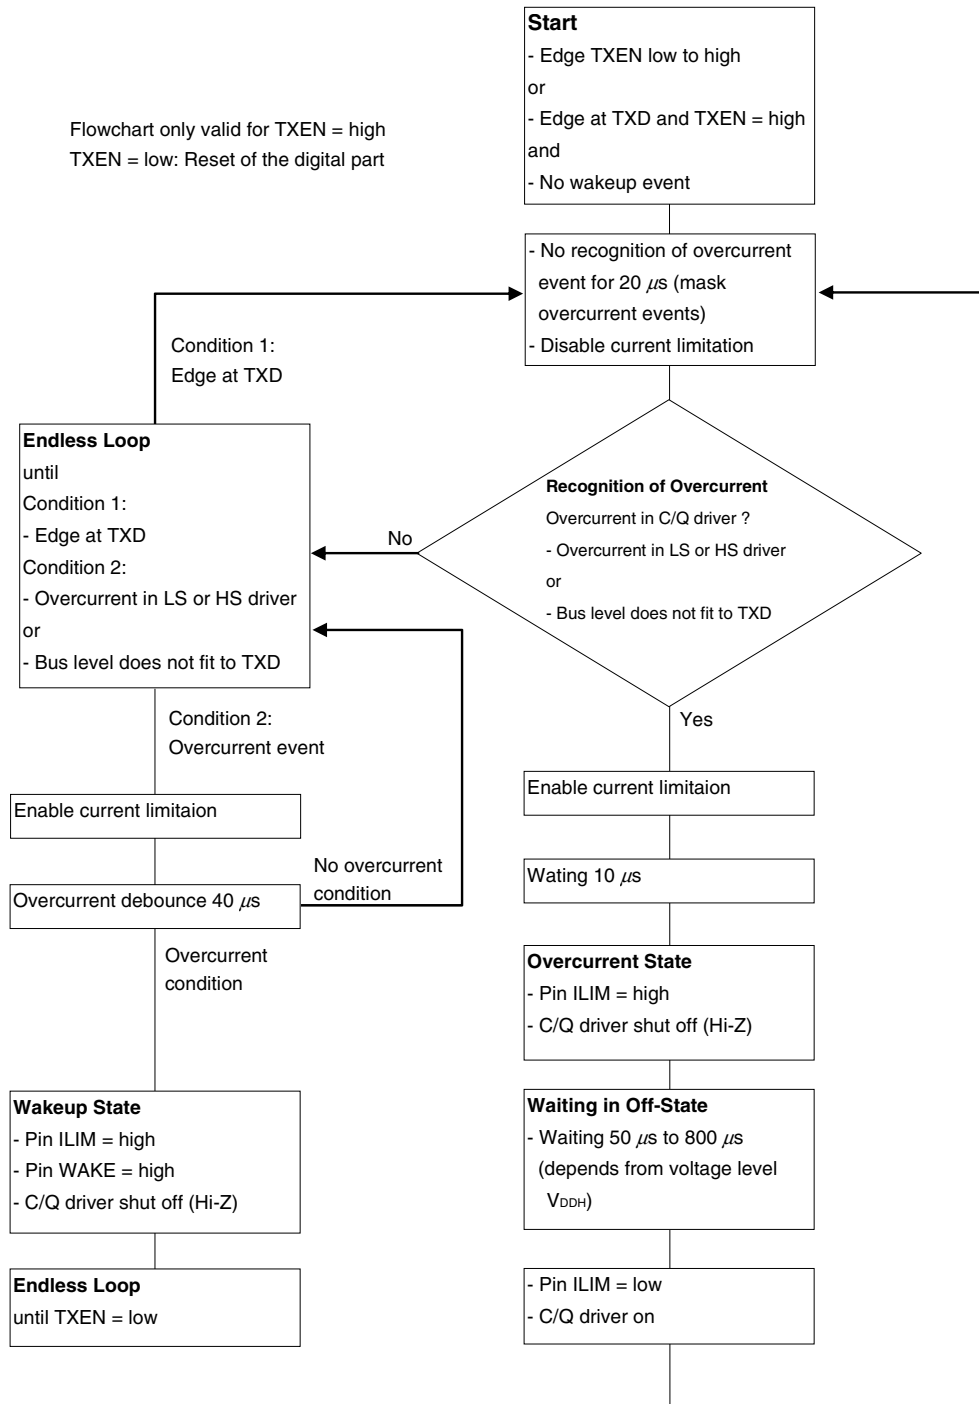 Start
- Edge TXEN low to high
or
- Edge at TXD and TXEN = high
and
- No wakeup event
Flowchart only valid for TXEN = high
TXEN = low: Reset of the digital part
- No recognition of overcurrent
event for 20 µs (mask
overcurrent events)
- Disable current limitation
Condition 1:
Edge at TXD
Endless Loop
until
Condition 1:
- Edge at TXD
Condition 2:
- Overcurrent in LS or HS driver
or
- Bus level does not fit to TXD
No
Recognition of Overcurrent
Overcurrent in C/Q driver ?
- Overcurrent in LS or HS driver
or
- Bus level does not fit to TXD
Yes
Condition 2:
Overcurrent event
Enable current limitaion
Overcurrent debounce 40 µs
No overcurrent
condition
Overcurrent
condition
Wakeup State
- Pin ILIM = high
- Pin WAKE = high
- C/Q driver shut off (Hi-Z)
Endless Loop
until TXEN = low
Enable current limitaion
Wating 10 µs
Overcurrent State
- Pin ILIM = high
- C/Q driver shut off (Hi-Z)
Waiting in Off-State
- Waiting 50 µs to 800 µs
(depends from voltage level
VDDH)
- Pin ILIM = low
- C/Q driver on